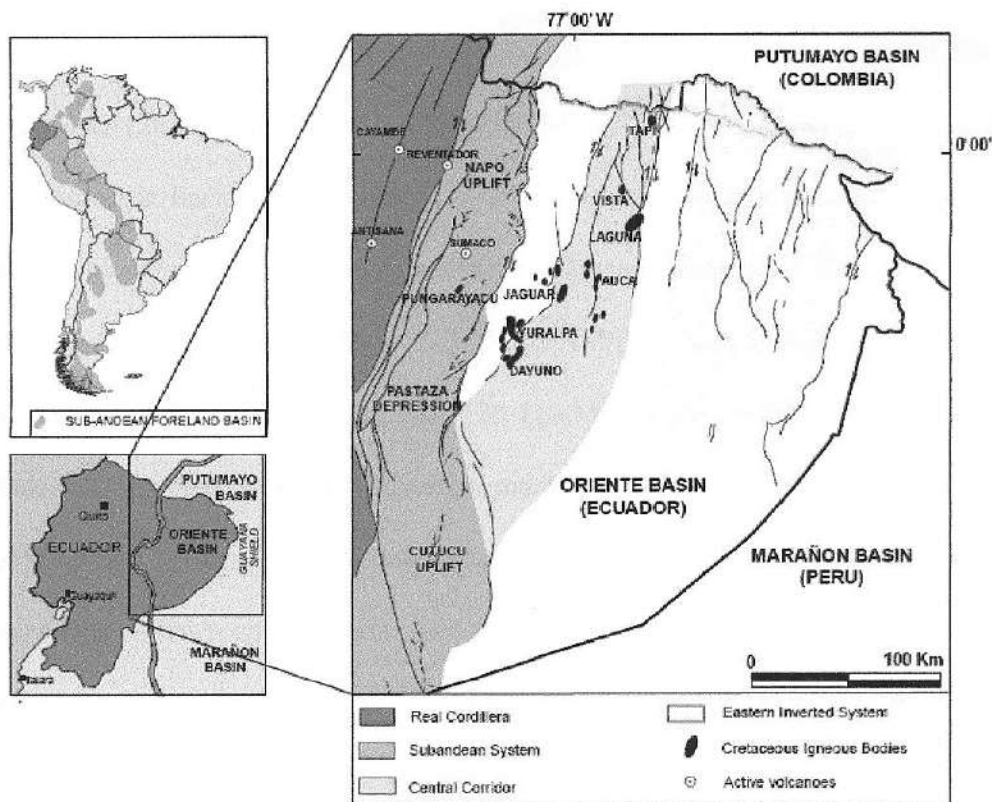 77°00' W
PUTUMAYO BASIN
(COLOMBIA)
0°00'
CAYAMBE
REVENTADOR
NAPO
UPLIFT
TAPI
VISTA
LAGUNA
ANTISANA
SUMACO
PUNGARAYACU
JAGUAR
AUCA
YURALPA
DAYUNO
PASTAZA
DEPRESSION
ORIENTE BASIN
(ECUADOR)
CUTUCU
UPLIFT
MARAÑON BASIN
(PERU)
0
100 Km
SUB-ANDEAN FORELAND BASIN
PUTUMAYO
BASIN
Quito
ECUADOR
ORIENTE
BASIN
GUAYANA
SHIELD
Guayaquil
MARAÑON
BASIN
Real Cordillera
Subandean System
Central Corridor
Eastern Inverted System
Cretaceous Igneous Bodies
Active volcanoes